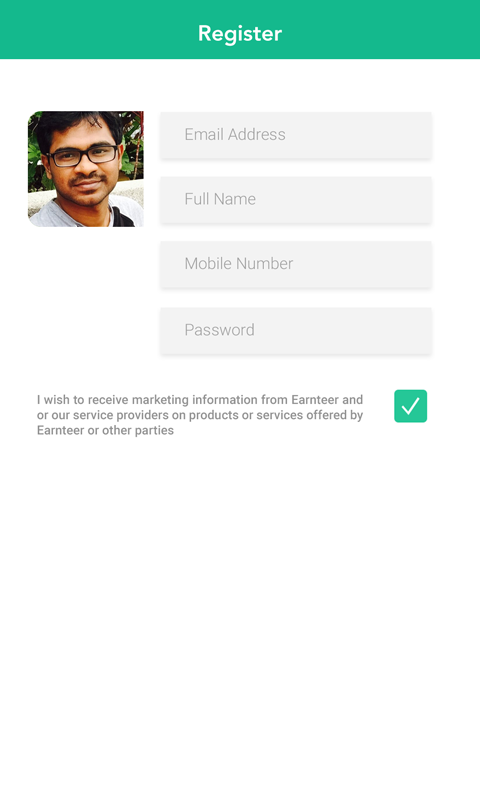 Register
Email Address
Full Name
Mobile Number
Password
I wish to receive marketing information from Earnteer and
or our service providers on products or services offered by
Earnteer or other parties